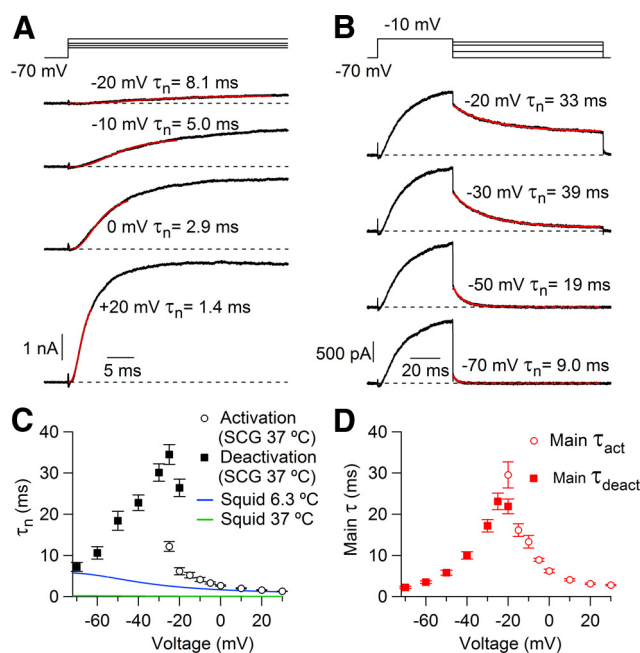 A
-70 mV
-20 mV τn= 8.1 ms
-10 mV τn= 5.0 ms
0 mV τn= 2.9 ms
+20 mV τn= 1.4 ms
1 nA
5 ms
B
-10 mV
-70 mV
-20 mV τn= 33 ms
-30 mV τn= 39 ms
-50 mV τn= 19 ms
-70 mV τn= 9.0 ms
500 pA
20 ms
C
Activation
(SCG 37 ºC)
Deactivation
(SCG 37 ºC)
Squid 6.3 ºC
Squid 37 ºC
τn (ms)
40
30
20
10
0
-60 -40 -20 0 20
Voltage (mV)
D
Main τact
Main τdeact
Main τ (ms)
40
30
20
10
0
-60 -40 -20 0 20
Voltage (mV)